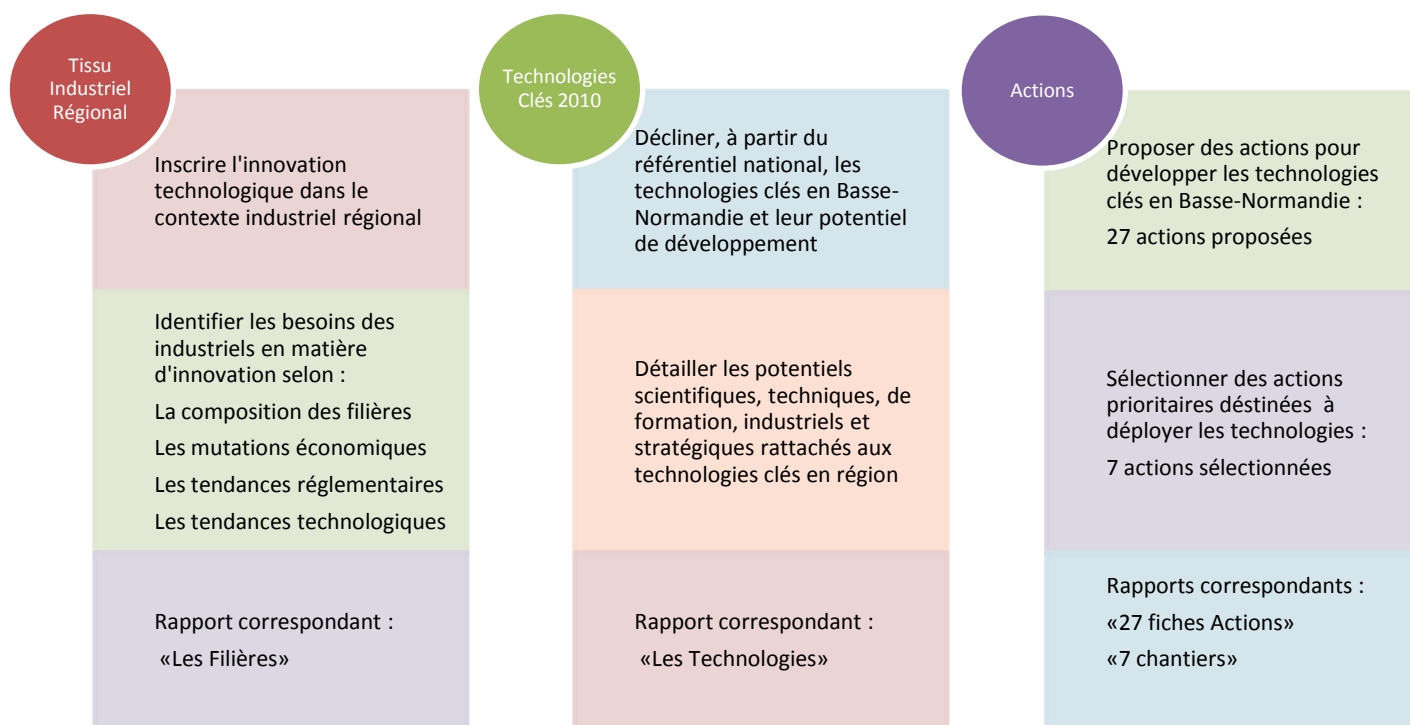 Tissu
Industriel
Régional
Inscrire l'innovation
technologique dans le
contexte industriel régional
Identifier les besoins des
industriels en matière
d'innovation selon :
La composition des filières
Les mutations économiques
Les tendances réglementaires
Les tendances technologiques
Rapport correspondant :
«Les Filières»
Technologies
Clés 2010
Décliner, à partir du
référentiel national, les
technologies clés en Basse-
Normandie et leur potentiel
de développement
Détailler les potentiels
scientifiques, techniques, de
formation, industriels et
stratégiques rattachés aux
technologies clés en région
Rapport correspondant :
«Les Technologies»
Actions
Proposer des actions pour
développer les technologies
clés en Basse-Normandie :
27 actions proposées
Sélectionner des actions
prioritaires déstinées à
déployer les technologies :
7 actions sélectionnées
Rapports correspondants :
«27 fiches Actions»
«7 chantiers»